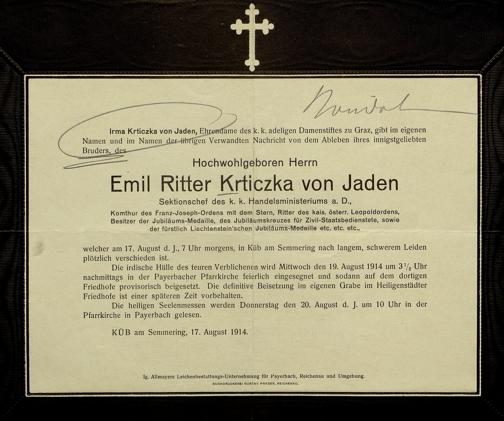 Irma Krticzka von Jaden, Ehrendame des k. k. adeligen Damenstiftes zu Graz, gibt im eigenen
Namen und im Namen der übrigen Verwandten Nachricht von dem Ableben ihres innigstgeliebten
Bruders, des
Hochwohlgeboren Herrn
Emil Ritter Krticzka von Jaden
Sektionschef des k. k. Handelsministeriums a. D.,
Komthur des Franz-Joseph-Ordens mit dem Stern, Ritter des kais. österr. Leopoldordens,
Besitzer der Jubiläums-Medaille, des Jubiläumskreuzes für Zivil-Staatsbedienstete, sowie
der fürstlich Liechtenstein'schen Jubiläums-Medaille etc. etc. etc.,
welcher am 17. August d. J., 7 Uhr morgens, in Küb am Semmering nach langem, schwerem Leiden
plötzlich verschieden ist.
Die irdische Hülle des teuren Verblichenen wird Mittwoch den 19. August 1914 um Uhr
nachmittags in der Payerbacher Pfarrkirche feierlich eingesegnet und sodann auf dem dortigen
Friedhofe provisorisch beigesetzt. Die definitive Beisetzung im eigenen Grabe im Heiligenstädter
Friedhofe ist einer späteren Zeit vorbehalten.
Die heiligen Seelenmessen werden Donnerstag den 20. August d. J. um 10 Uhr in der
Pfarrkirche in Payerbach gelesen.
KÜB am Semmering, 17. August 1914.
Ig. Allmayers Leichenbestattungs-Unternehmung für Payerbach, Reichenau und Umgebung.